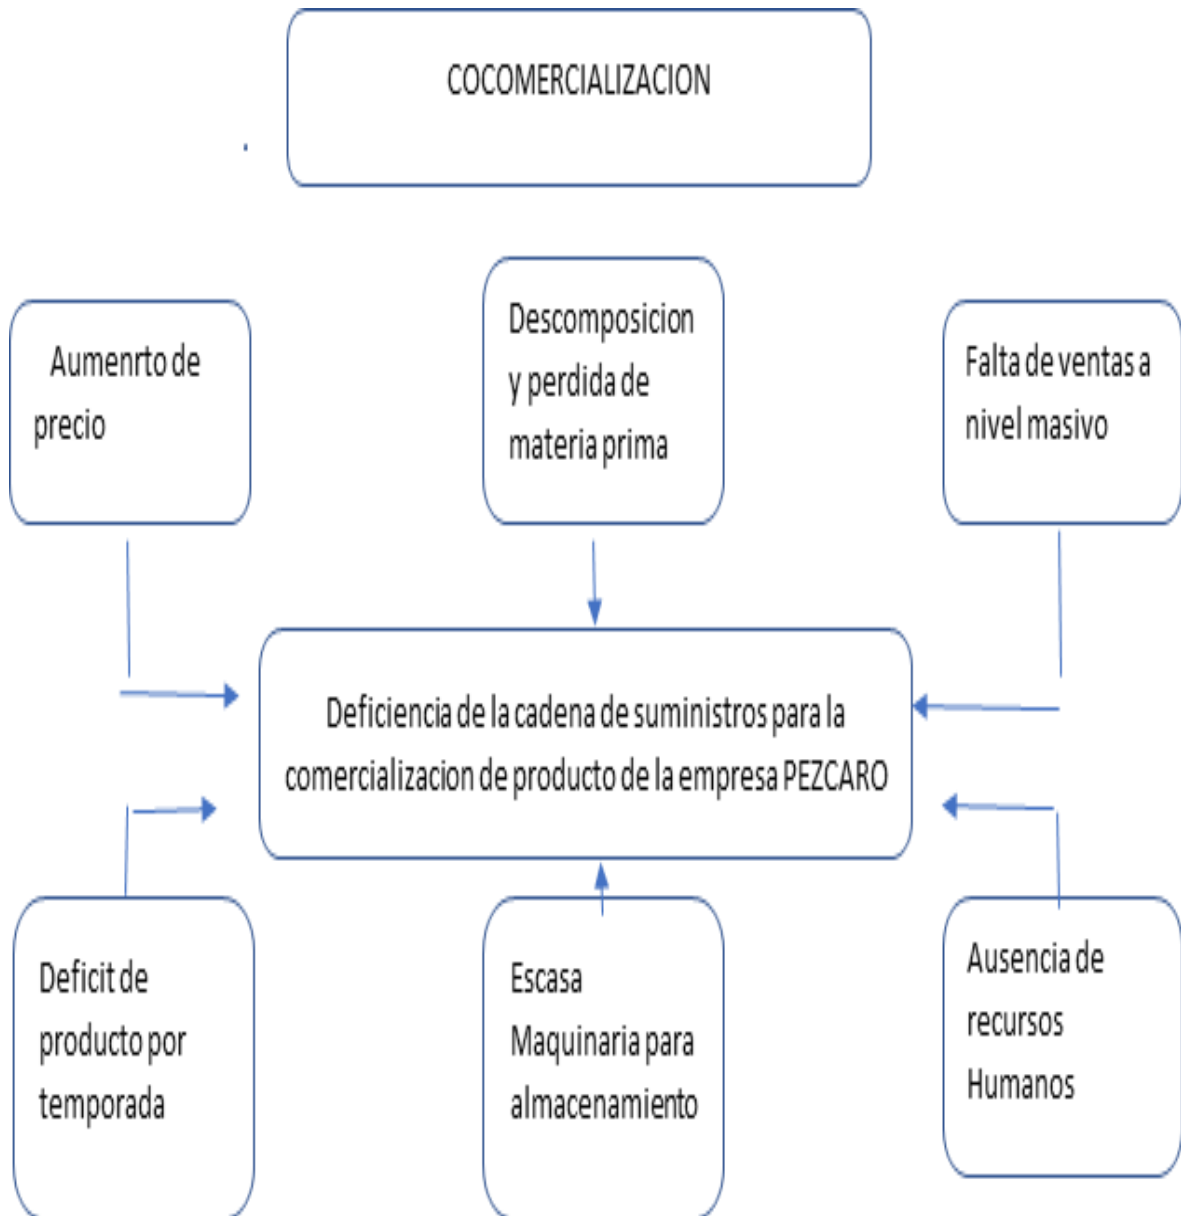 COCOMERCIALIZACION
Aumenrto de
precio
Descomposicion
y perdida de
materia prima
Falta de ventas a
nivel masivo
Deficiencia de la cadena de suministros para la
comercializacion de producto de la empresa PEZCARO
Deficit de
producto por
temporada
Escasa
Maquinaria para
almacenamiento
Ausencia de
recursos
Humanos